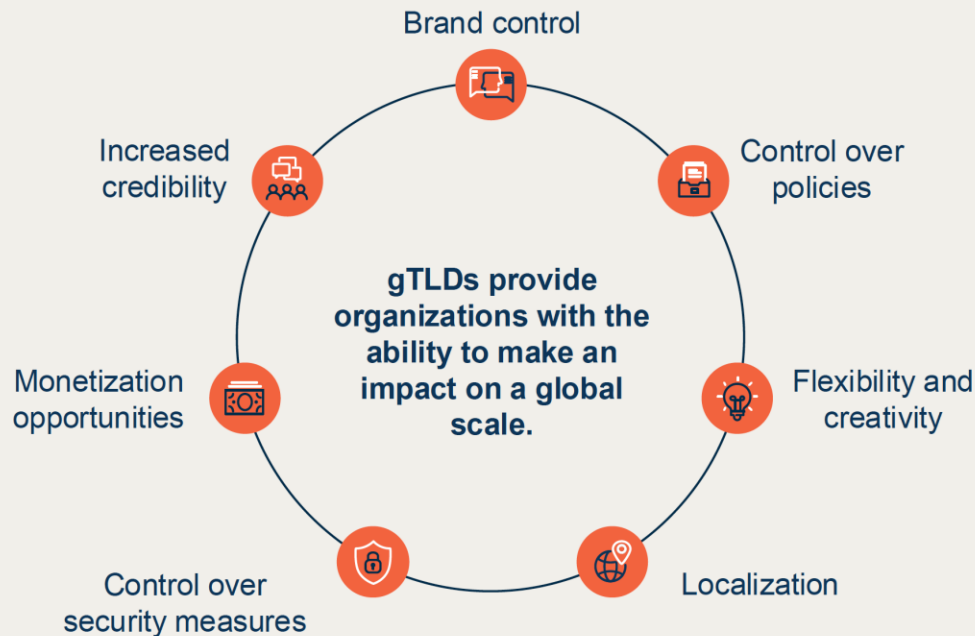 Brand control
Control over
policies
Flexibility and
creativity
Localization
Control over
security measures
Monetization
opportunities
Increased
credibility
gTLDs provide
organizations with the
ability to make an
impact on a global
scale.